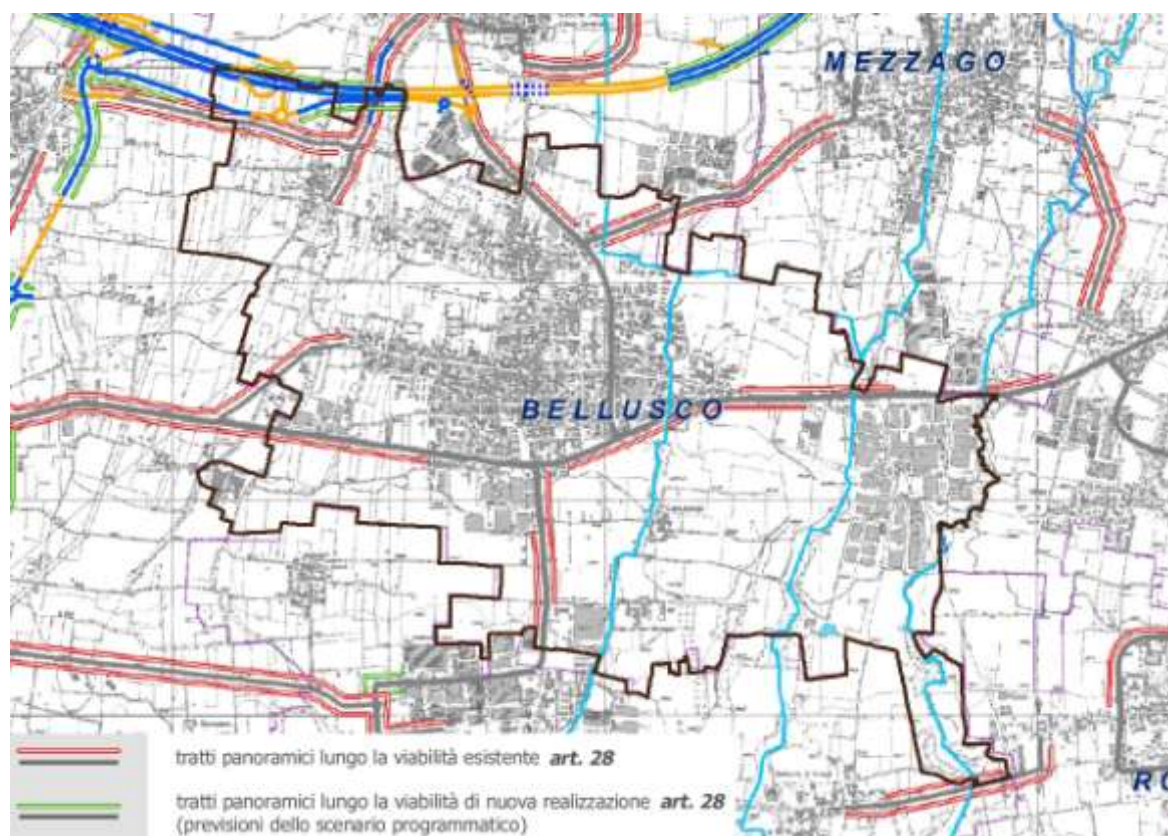 MEZZAGO
BELLUSCO
tratti panoramici lungo la viabilità esistente art. 28
tratti panoramici lungo la viabilità di nuova realizzazione art. 28
(previsioni dello scenario programmatico)